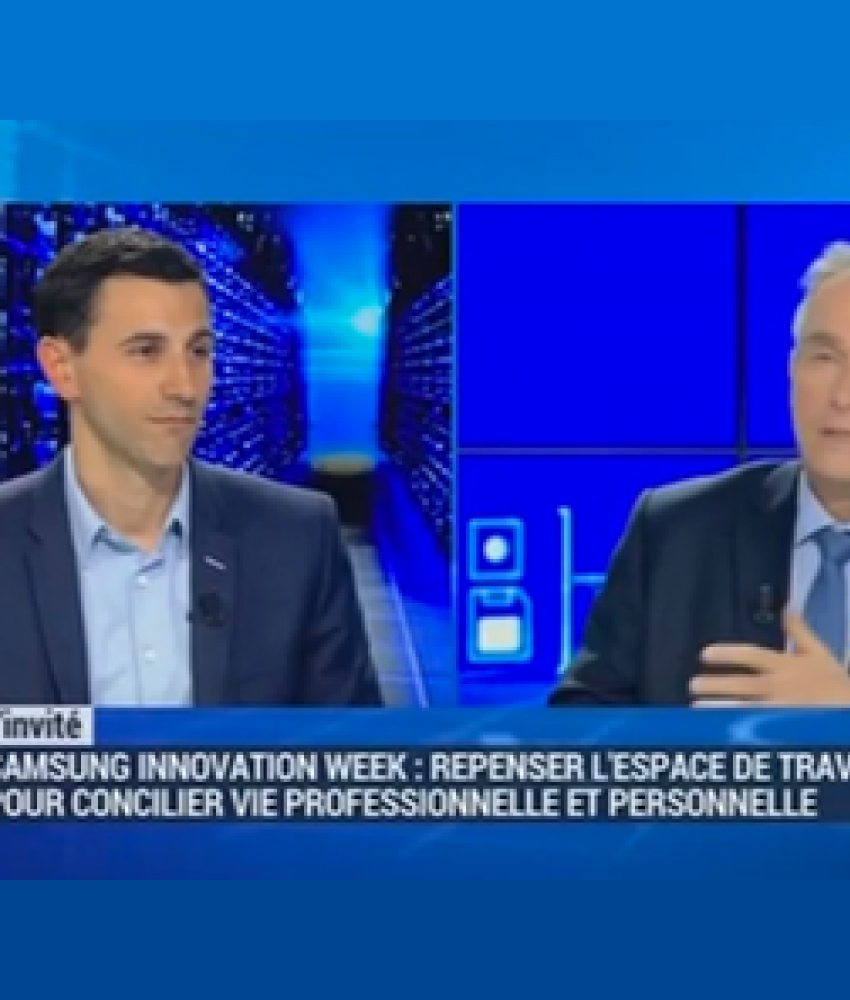 l'invité
SAMSUNG INNOVATION WEEK : REPENSER L'ESPACE DE TRAV
POUR CONCILIER VIE PROFESSIONNELLE ET PERSONNELLE